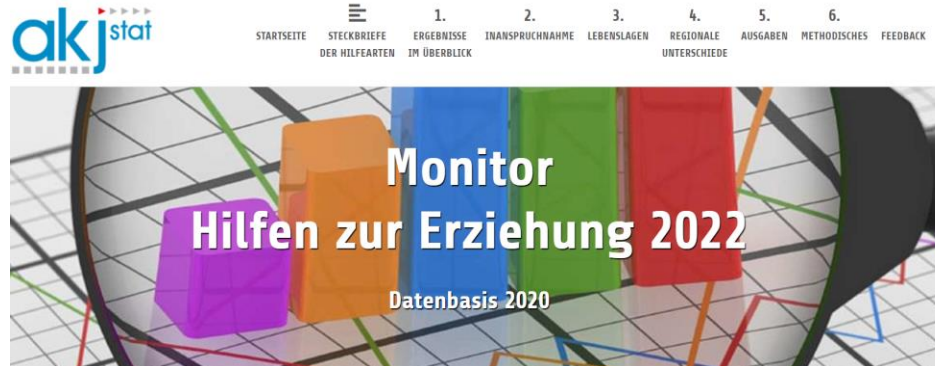 akj stat
STARTSEITE
STECKBRIEFE
DER HILFEARTEN
1.
ERGEBNISSE
IM ÜBERBLICK
2.
INANSPRUCHNAHME
3.
LEBENSLAGEN
4.
REGIONALE
UNTERSCHIEDE
5.
AUSGABEN
6.
METHODISCHES
FEEDBACK
Monitor
Hilfen zur Erziehung 2022
Datenbasis 2020